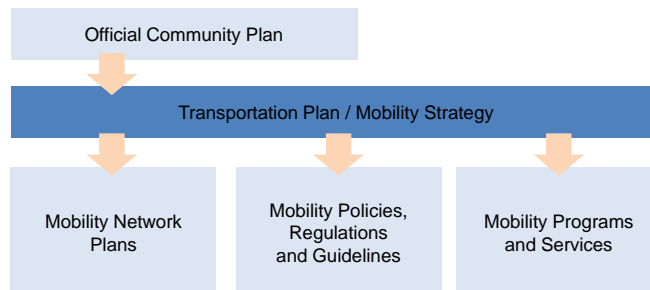 Official Community Plan
Transportation Plan / Mobility Strategy
Mobility Network
Plans
Mobility Policies,
Regulations
and Guidelines
Mobility Programs
and Services